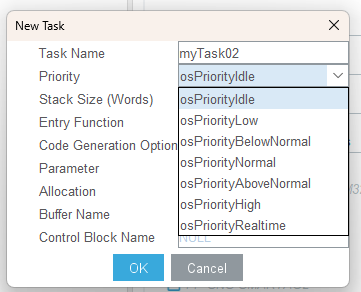 New Task
Task Name myTask02
Priority osPriorityIdle
Stack Size (Words) osPriorityIdle
osPriorityLow
Entry Function osPriorityBelowNormal
Code Generation Option osPriorityNormal
Parameter osPriorityAboveNormal
Allocation osPriorityHigh
Buffer Name osPriorityRealtime
Control Block Name NULL
OK Cancel